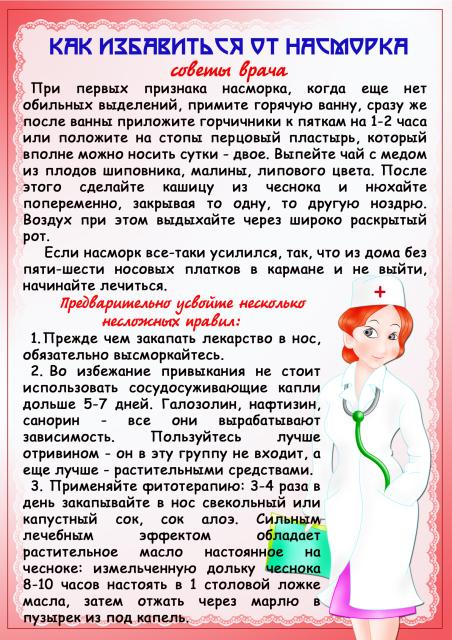 КАК ИЗБАВИТЬСЯ ОТ НАСМОРКА
советы врача
При первых признака насморка, когда еще нет
обильных выделений, примите горячую ванну, сразу же
после ванны приложите горчичники к пяткам на 1-2 часа
или положите на стопы перцовый пластырь, который
вполне можно носить сутки - двое. Выпейте чай с медом
из плодов шиповника, малины, липового цвета. После
этого сделайте кашицу из чеснока и нюхайте
попеременно, закрывая то одну, то другую ноздрю.
Воздух при этом выдыхайте через широко раскрытый
рот.
Если насморк все-таки усилился, так, что из дома без
пяти-шести носовых платков в кармане и не выйти,
начинайте лечиться.
Предварительно усвойте несколько
несложных правил:
1. Прежде чем закапать лекарство в нос,
обязательно высморкайтесь.
2. Во избежание привыкания не стоит
использовать сосудосуживающие капли
дольше 5-7 дней. Галозолин, нафтизин,
санорин - все они вырабатывают
зависимость. Пользуйтесь лучше
отривином - он в эту группу не входит, а
еще лучше - растительными средствами.
3. Применяйте фитотерапию: 3-4 раза в
день закапывайте в нос свекольный или
капустный сок, сок алоэ. Сильным
лечебным эффектом обладает
растительное масло настоянное на
чесноке: измельченную дольку чеснока
8-10 часов настоять в 1 столовой ложке
масла, затем отжать через марлю в
пузырек из под капель.